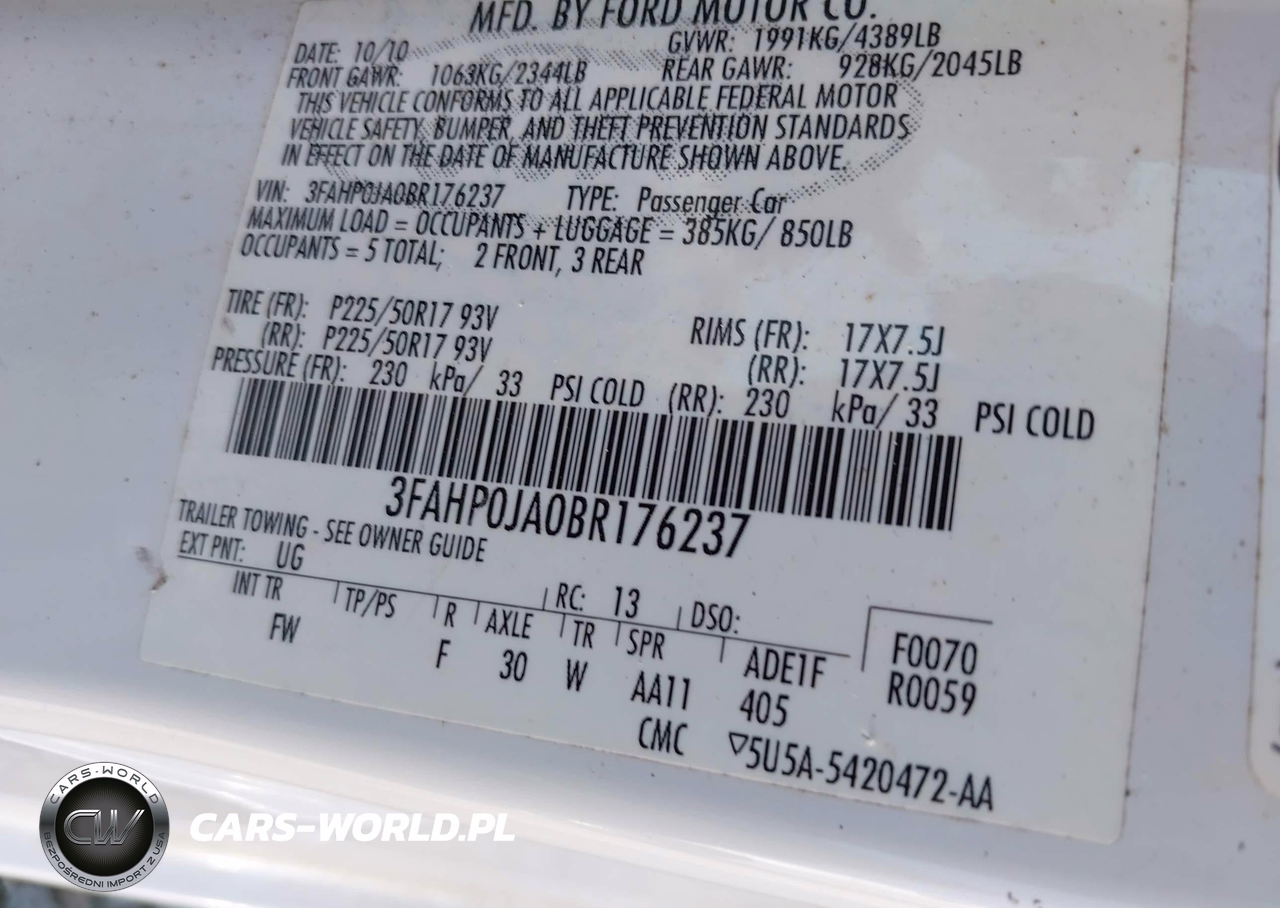 MFD. BY FORD MOTOR CO.
DATE: 10/10 GVWR: 1991KG/4389LB
FRONT GAWR: 1063KG/2344LB REAR GAWR: 928KG/2045LB
THIS VEHICLE CONFORMS TO ALL APPLICABLE FEDERAL MOTOR
VEHICLE SAFETY, BUMPER, AND THEFT PREVENTION STANDARDS
IN EFFECT ON THE DATE OF MANUFACTURE SHOWN ABOVE.
VIN: 3FAHP0JA0BR176237 TYPE: Passenger Car
MAXIMUM LOAD = OCCUPANTS + LUGGAGE = 385KG/ 850LB
OCCUPANTS = 5 TOTAL; 2 FRONT, 3 REAR
TIRE (FR): P225/50R17 93V RIMS (FR): 17X7.5J
(RR): P225/50R17 93V (RR): 17X7.5J
PRESSURE (FR): 230 kPa/ 33 PSI COLD (RR): 230 kPa/ 33 PSI COLD
3FAHP0JA0BR176237
TRAILER TOWING - SEE OWNER GUIDE
EXT PNT: UG RC: 13 DSO:
INT TR TP/PS R AXLE TR SPR
FW F 30 W AA11 ADE1F F0070
405 R0059
CMC ▽5U5A-5420472-AA
CARS-WORLD
CW
BEZPOŚREDNI IMPORT Z USA
CARS-WORLD.PL